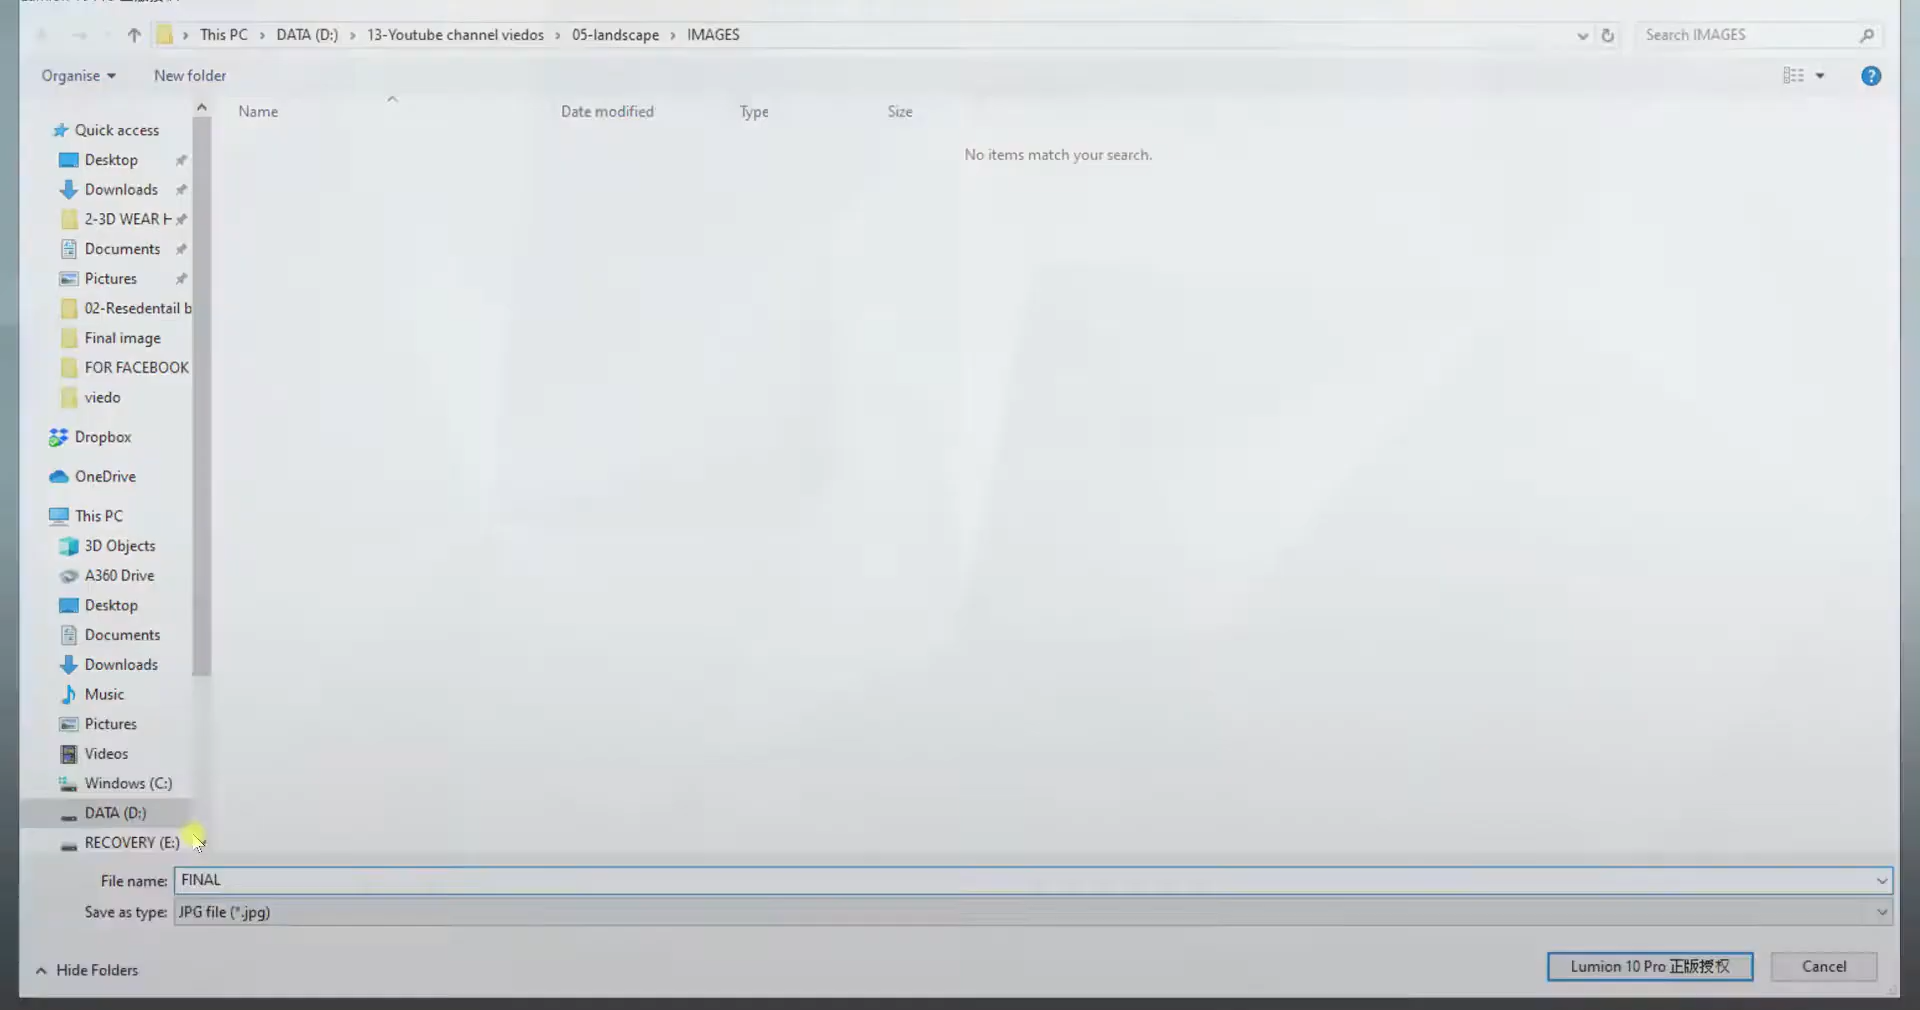 This PC > DATA (D:) > 13-Youtube channel viedos > 05-landscape > IMAGES
Search IMAGES
Organise
New folder
Name
Date modified
Type
Size
No items match your search.
Quick access
Desktop
Downloads
2-3D WEAR H
Documents
Pictures
02-Resedentail b
Final image
FOR FACEBOOK
viedo
Dropbox
OneDrive
This PC
3D Objects
A360 Drive
Desktop
Documents
Downloads
Music
Pictures
Videos
Windows (C:)
DATA (D:)
RECOVERY (E:)
File name: FINAL
Save as type: JPG file (*.jpg)
Hide Folders
Lumion 10 Pro 正版授权
Cancel